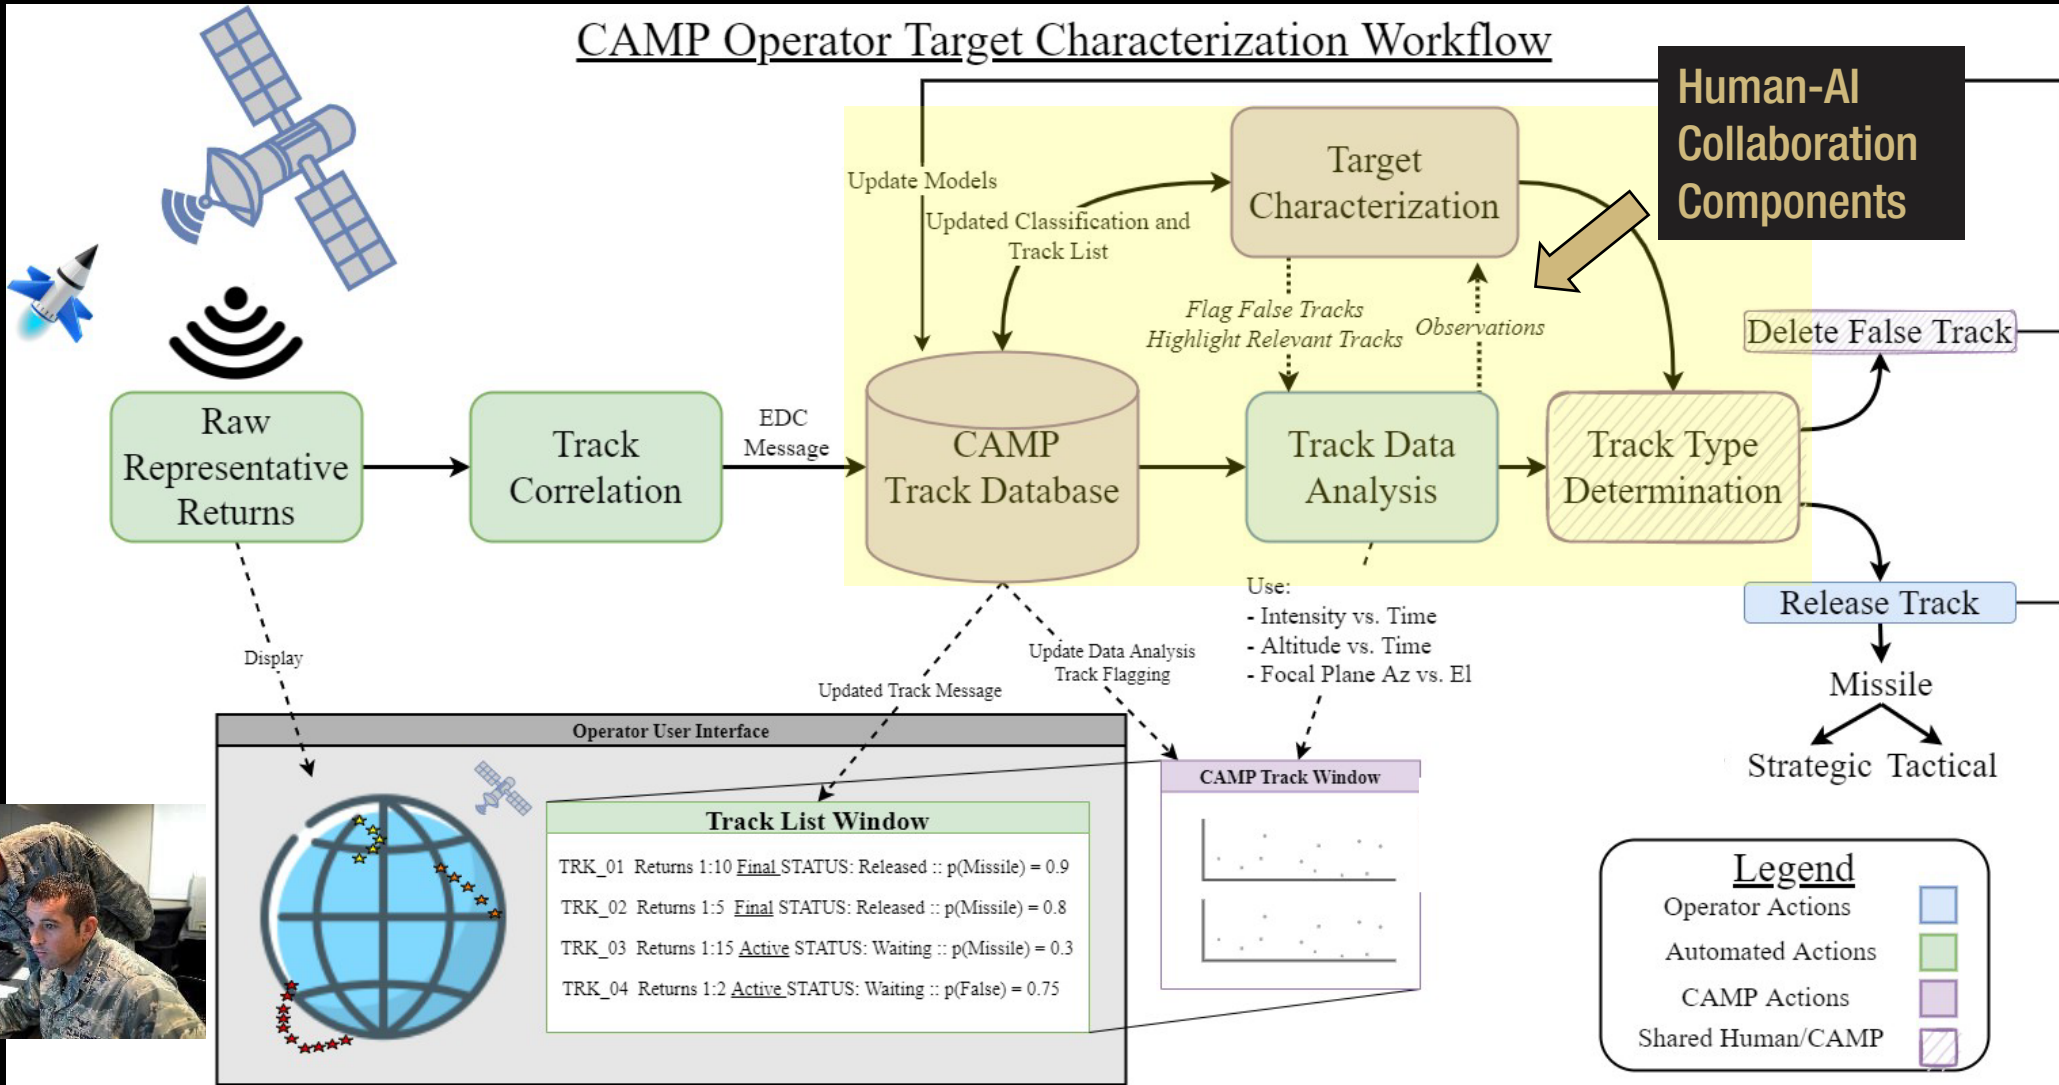 CAMP Operator Target Characterization Workflow
Human-AI
Collaboration
Components
Update Models
Updated Classification and
Track List
Target
Characterization
Flag False Tracks
Highlight Relevant Tracks
Observations
Delete False Track
Raw
Representative
Returns
Track
Correlation
EDC
Message
CAMP
Track Database
Track Data
Analysis
Track Type
Determination
Use:
- Intensity vs. Time
- Altitude vs. Time
- Focal Plane Az vs. El
Release Track
Missile
Strategic Tactical
Display
Updated Track Message
Update Data Analysis
Track Flagging
Operator User Interface
Track List Window
TRK_01 Returns 1:10 Final STATUS: Released :: p(Missile) = 0.9
TRK_02 Returns 1:5 Final STATUS: Released :: p(Missile) = 0.8
TRK_03 Returns 1:15 Active STATUS: Waiting :: p(Missile) = 0.3
TRK_04 Returns 1:2 Active STATUS: Waiting :: p(False) = 0.75
CAMP Track Window
Legend
Operator Actions
Automated Actions
CAMP Actions
Shared Human/CAMP